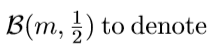 𝓑(m, ½) to denote